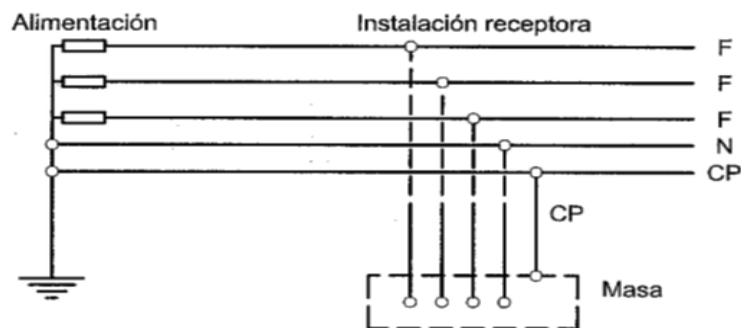 Alimentación
Instalación receptora
F
F
F
N
CP
CP
Masa